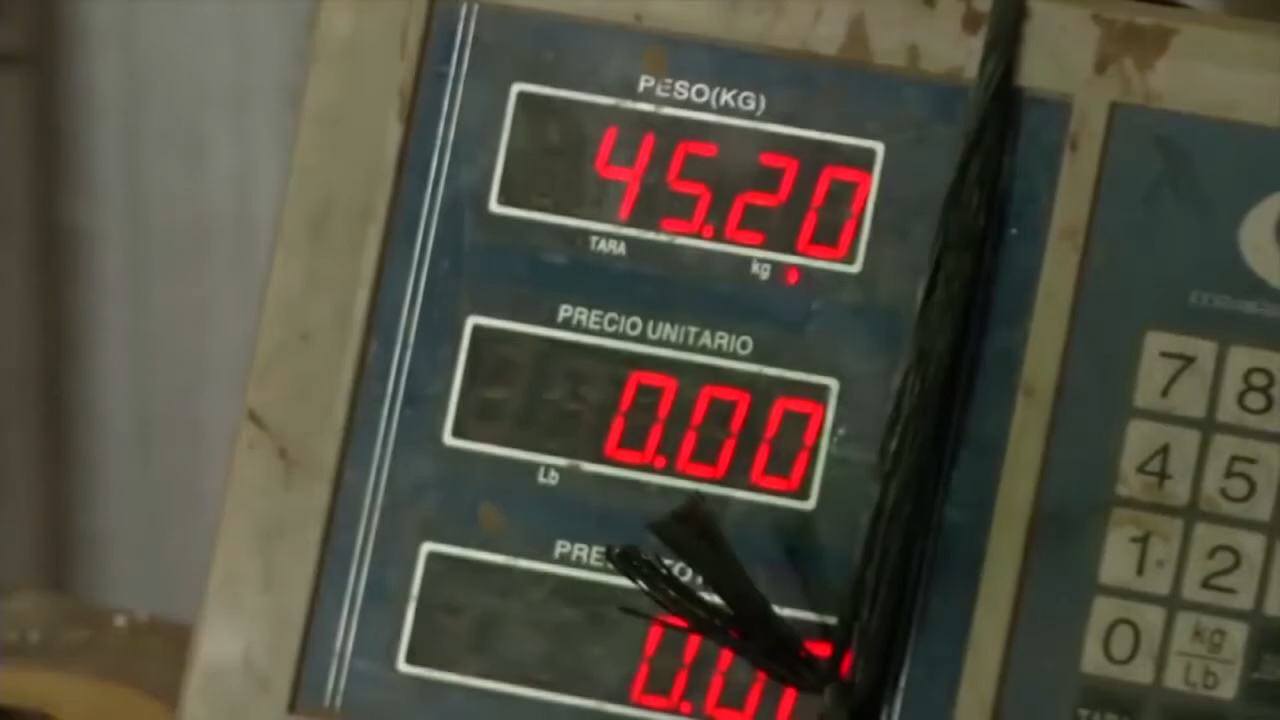 PESO(KG)
45.20
TARA kg
PRECIO UNITARIO
0.00
Lb
7 8
4 5
1 2
0 kg
Lb